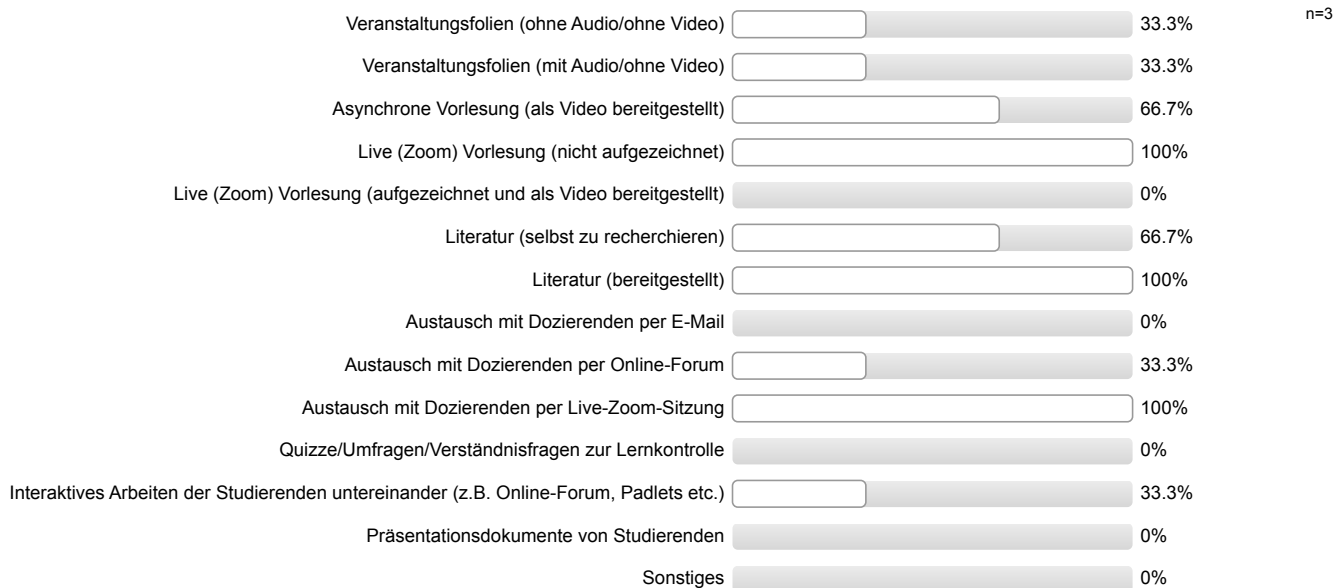 n=3
Veranstaltungsfolien (ohne Audio/ohne Video) 33.3%
Veranstaltungsfolien (mit Audio/ohne Video) 33.3%
Asynchrone Vorlesung (als Video bereitgestellt) 66.7%
Live (Zoom) Vorlesung (nicht aufgezeichnet) 100%
Live (Zoom) Vorlesung (aufgezeichnet und als Video bereitgestellt) 0%
Literatur (selbst zu recherchieren) 66.7%
Literatur (bereitgestellt) 100%
Austausch mit Dozierenden per E-Mail 0%
Austausch mit Dozierenden per Online-Forum 33.3%
Austausch mit Dozierenden per Live-Zoom-Sitzung 100%
Quizze/Umfragen/Verständnisfragen zur Lernkontrolle 0%
Interaktives Arbeiten der Studierenden untereinander (z.B. Online-Forum, Padlets etc.) 33.3%
Präsentationsdokumente von Studierenden 0%
Sonstiges 0%